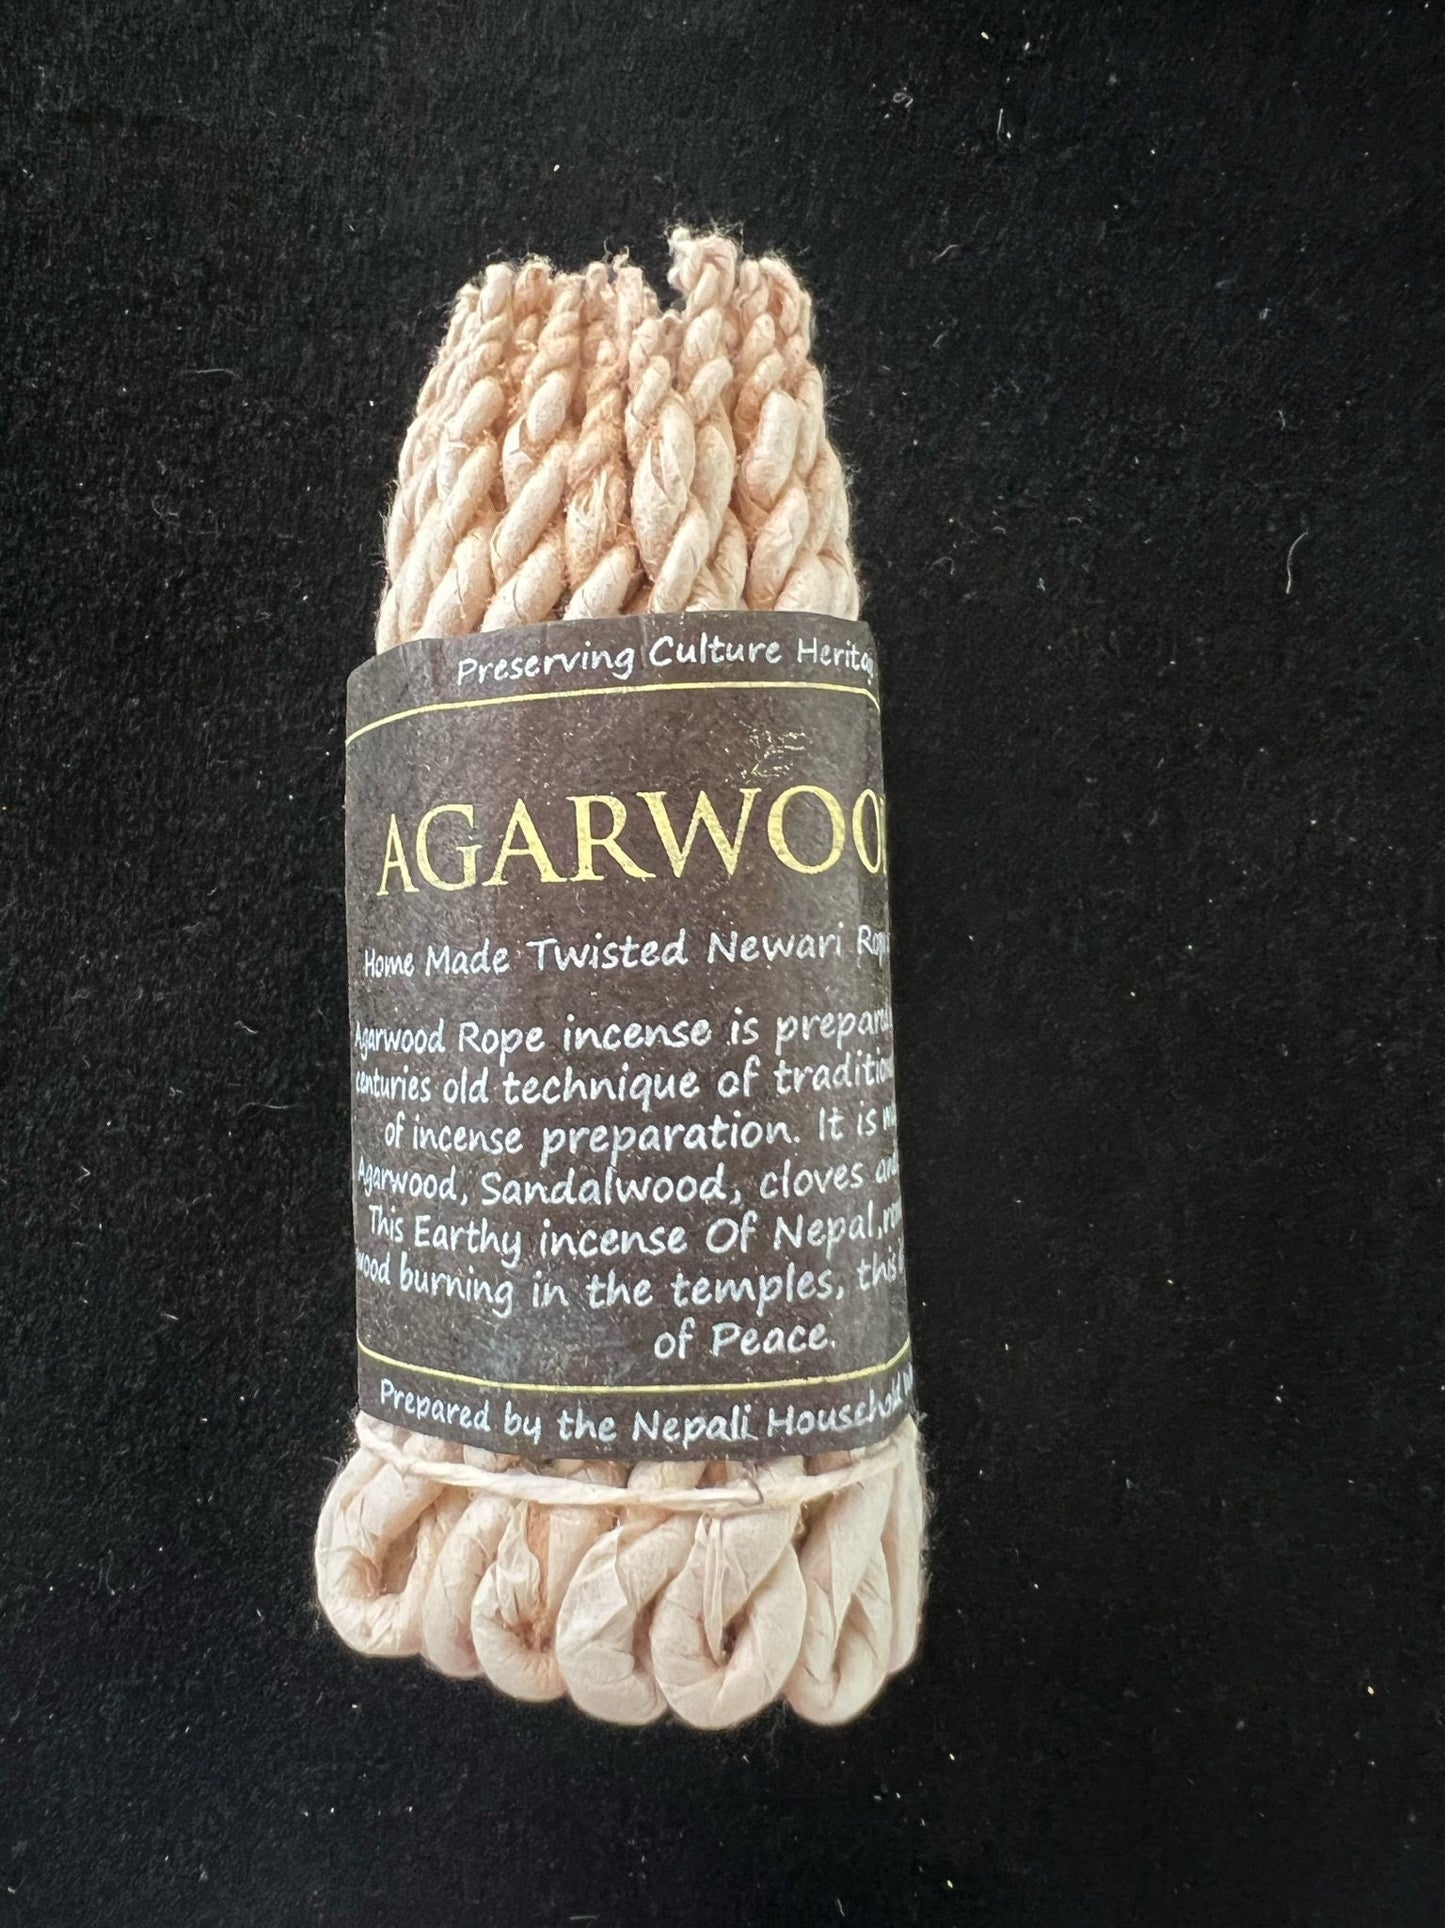 Preserving Culture Herita
AGARWOO
Home Made Twisted Newari Rop
Agarwood Rope incense is prepar
centuries old technique of traditio
of incense preparation. It is m
Agarwood, Sandalwood, cloves an
This Earthy incense Of Nepal,
wood burning in the temples, this
of Peace.
Prepared by the Nepali Household